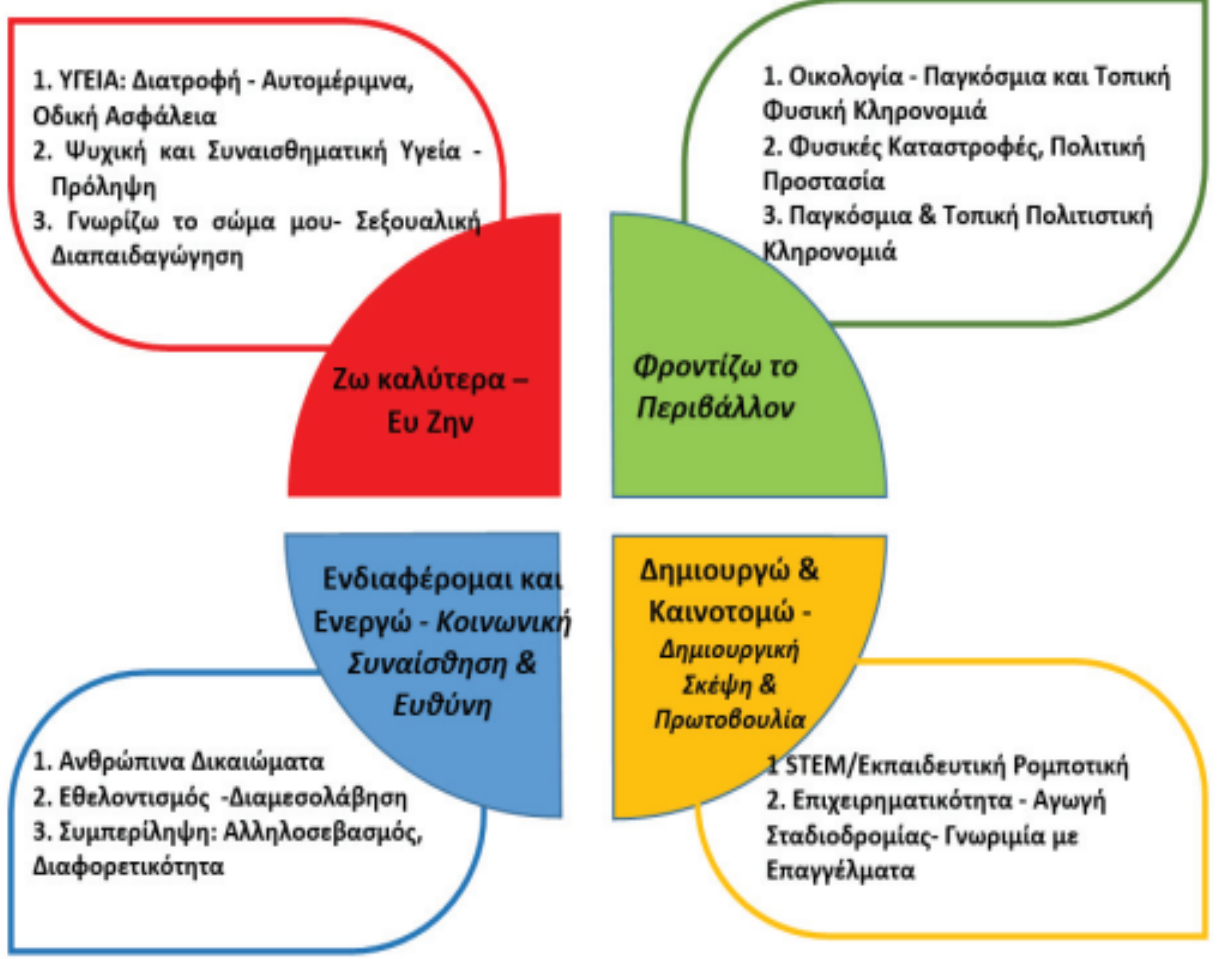 1. ΥΓΕΙΑ: Διατροφή - Αυτομέριμνα,
Οδική Ασφάλεια
2. Ψυχική και Συναισθηματική Υγεία -
Πρόληψη
3. Γνωρίζω το σώμα μου- Σεξουαλική
Διαπαιδαγώγηση
Ζω καλύτερα –
Ευ Ζην
1. Οικολογία - Παγκόσμια και Τοπική
Φυσική Κληρονομιά
2. Φυσικές Καταστροφές, Πολιτική
Προστασία
3. Παγκόσμια & Τοπική Πολιτιστική
Κληρονομιά
Φροντίζω το
Περιβάλλον
Ενδιαφέρομαι και
Ενεργώ - Κοινωνική
Συναίσθηση &
Ευθύνη
1. Ανθρώπινα Δικαιώματα
2. Εθελοντισμός -Διαμεσολάβηση
3. Συμπερίληψη: Αλληλοσεβασμός,
Διαφορετικότητα
Δημιουργώ &
Καινοτομώ -
Δημιουργική
Σκέψη &
Πρωτοβουλία
1 STEM/Εκπαιδευτική Ρομποτική
2. Επιχειρηματικότητα - Αγωγή
Σταδιοδρομίας- Γνωριμία με
Επαγγέλματα